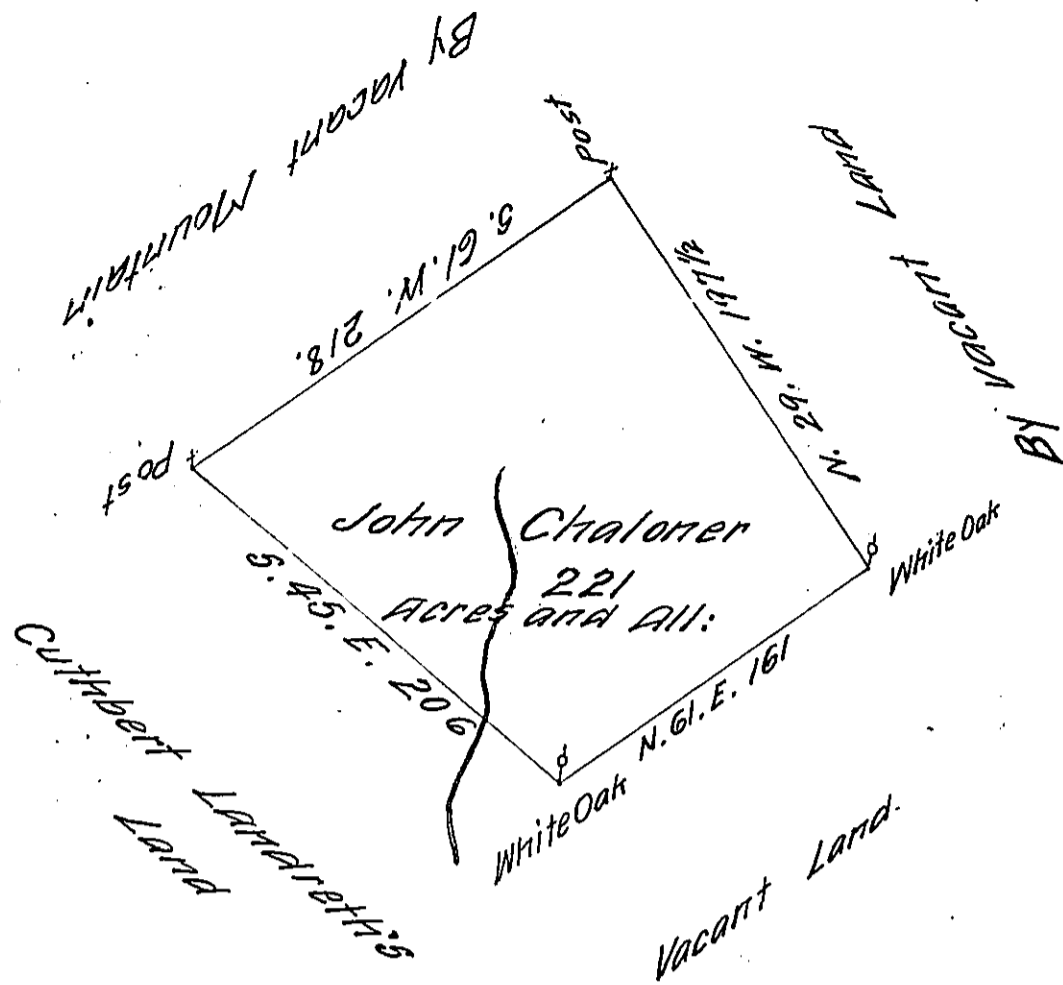 By vacant Mountain
post
By Vacant Land
S. 61. W. 218.
N. 29. W. 197½
post
John Chaloner
221
Acres and All:
White Oak
S. 45. E. 206
N. 61. E. 161
White Oak
Cuthbert Landreth's
Land
Vacant Land.